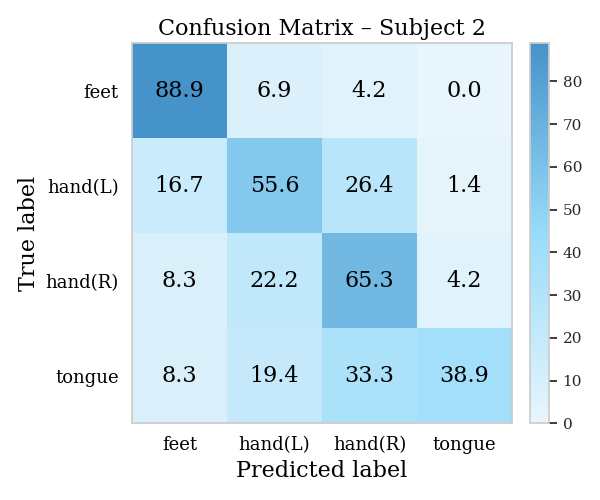 Confusion Matrix – Subject 2
True label
feet 88.9 6.9 4.2 0.0
hand(L) 16.7 55.6 26.4 1.4
hand(R) 8.3 22.2 65.3 4.2
tongue 8.3 19.4 33.3 38.9
feet hand(L) hand(R) tongue
Predicted label
80
70
60
50
40
30
20
10
0